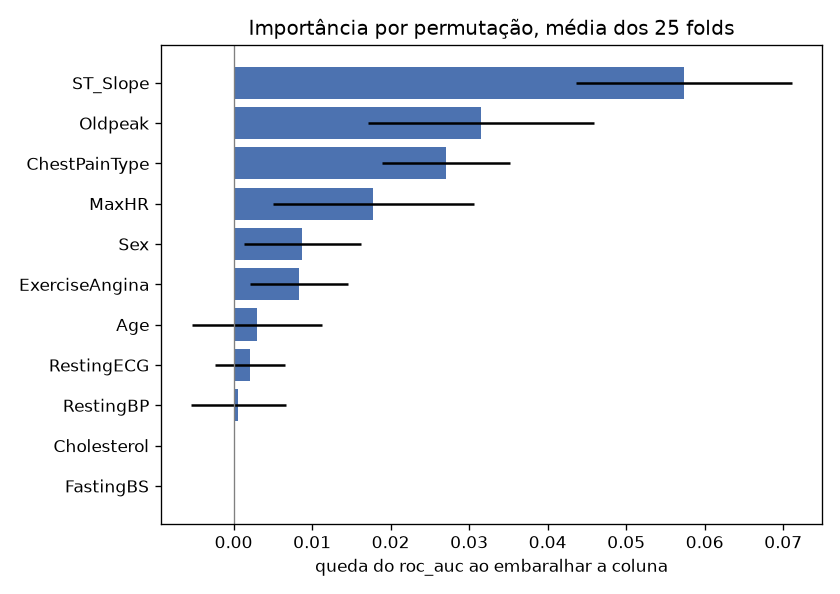 Importância por permutação, média dos 25 folds
ST_Slope
Oldpeak
ChestPainType
MaxHR
Sex
ExerciseAngina
Age
RestingECG
RestingBP
Cholesterol
FastingBS
0.00 0.01 0.02 0.03 0.04 0.05 0.06 0.07
queda do roc_auc ao embaralhar a coluna